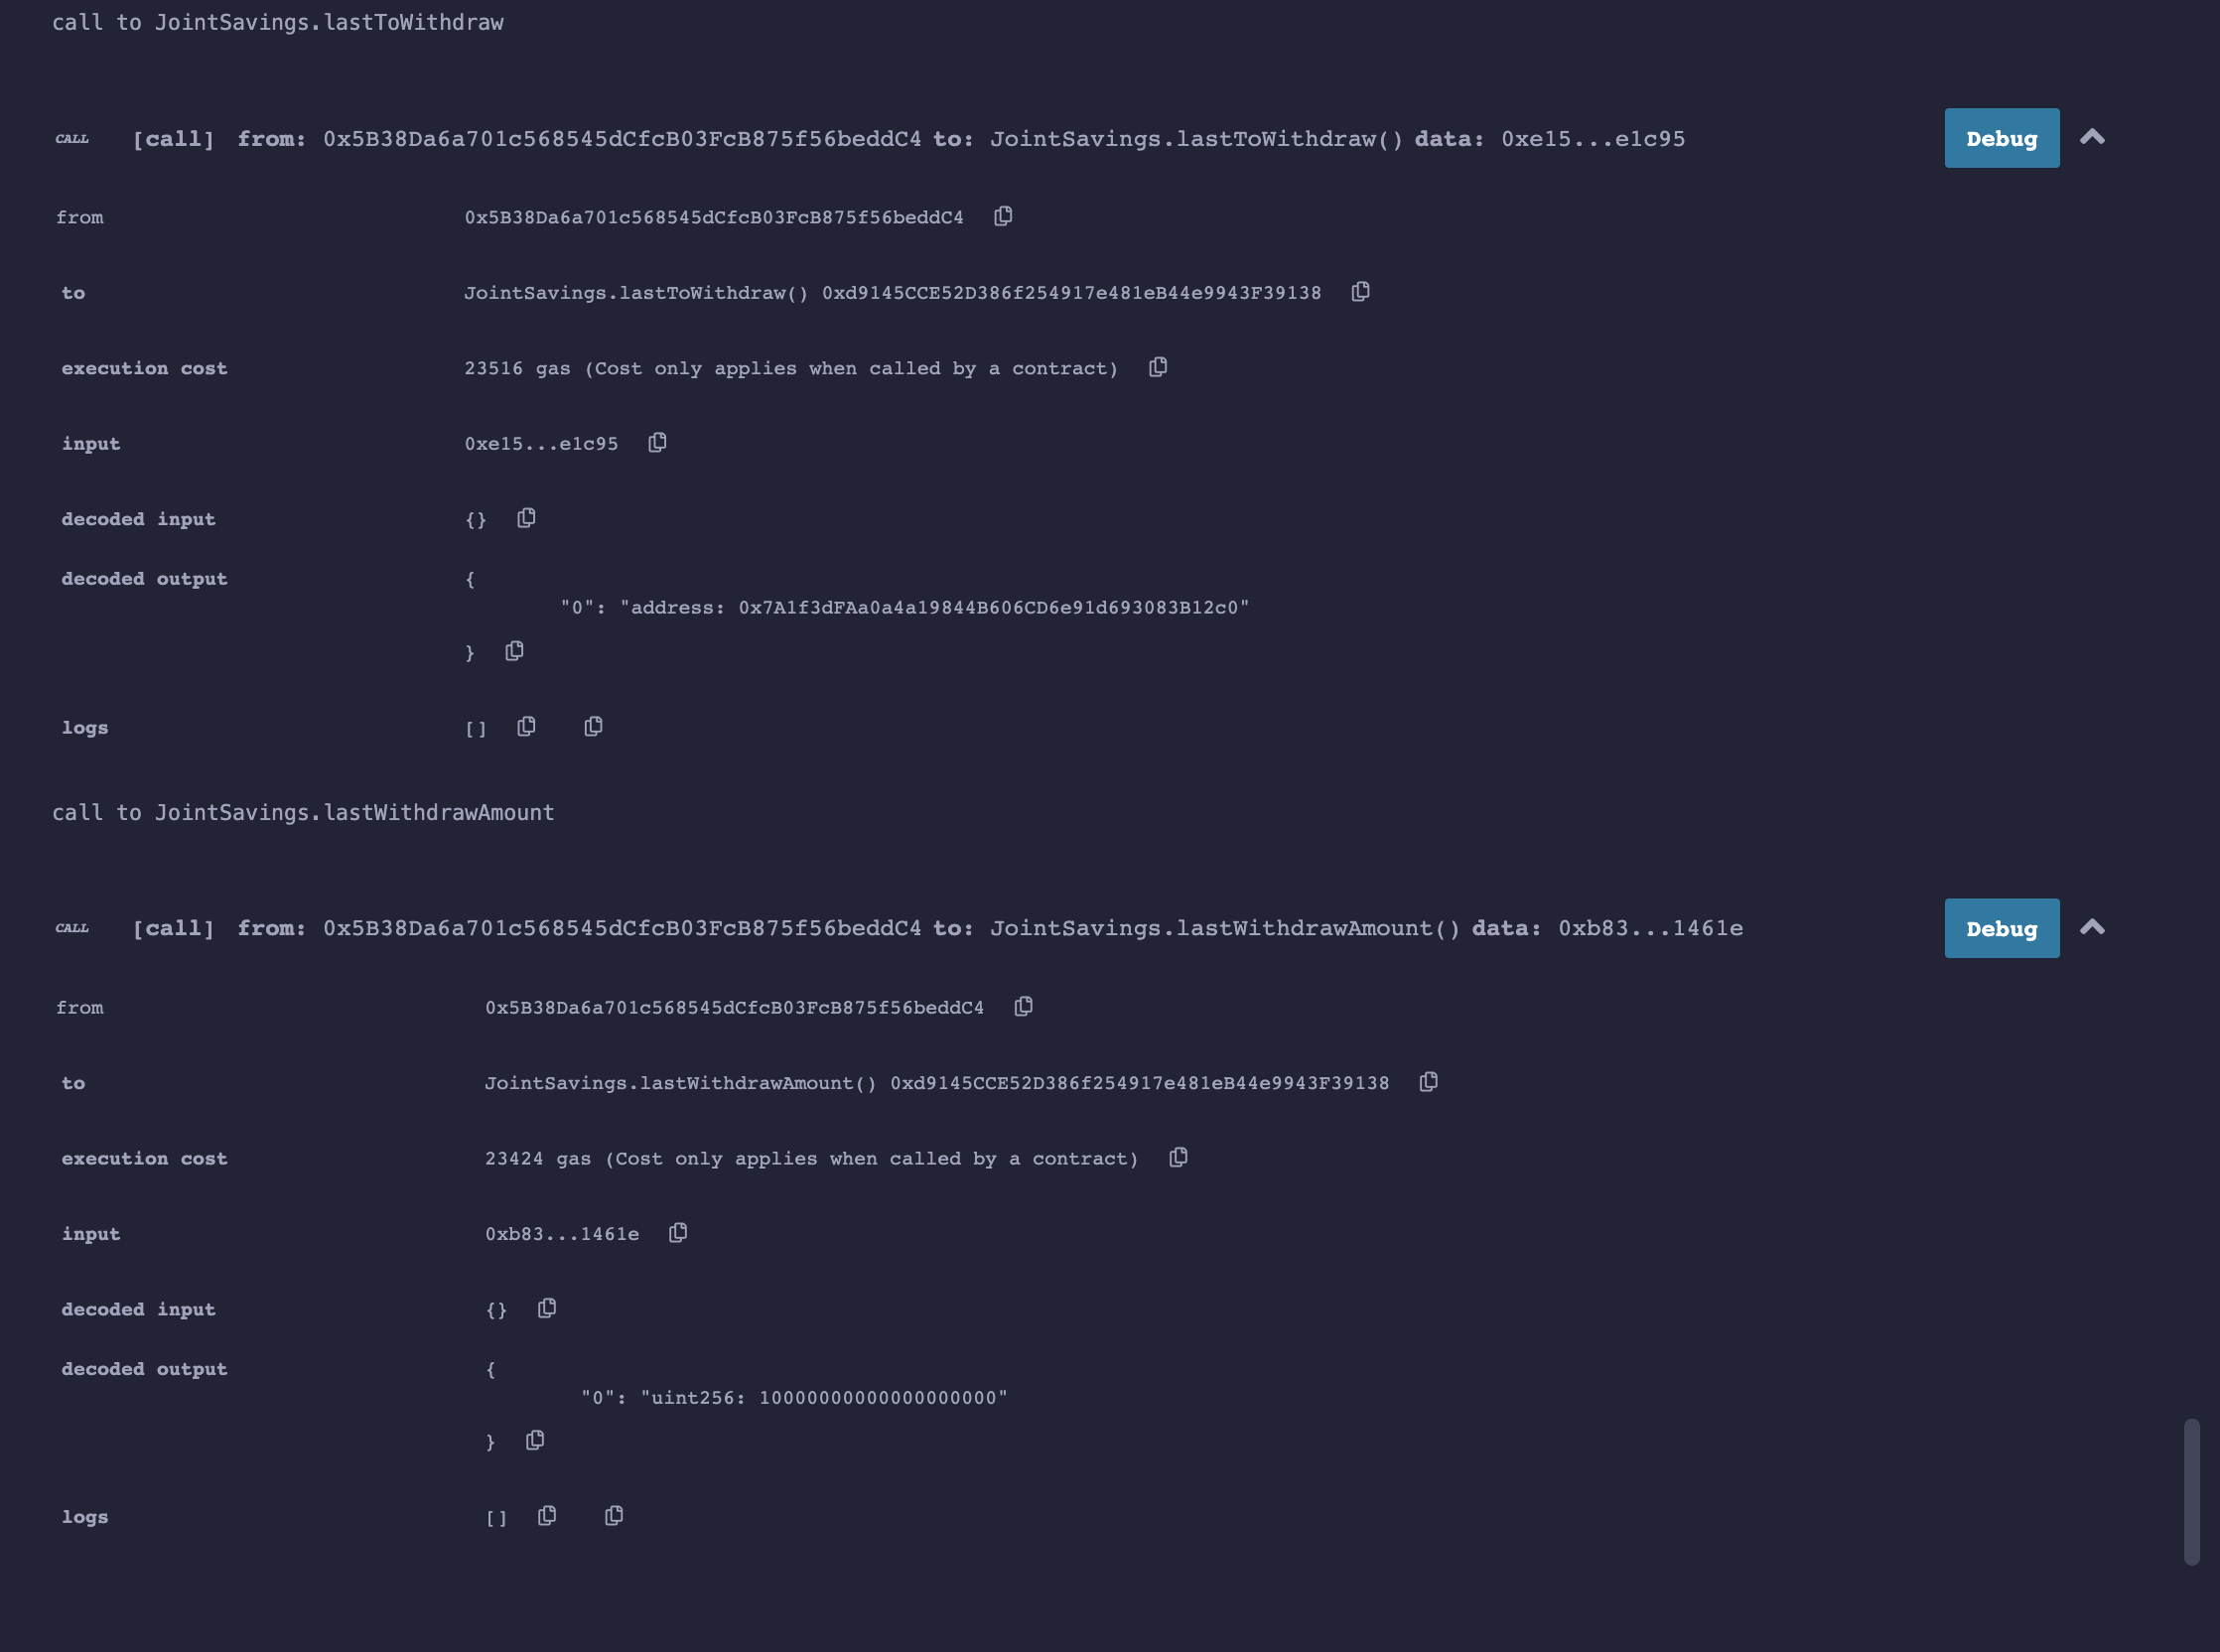 call to JointSavings.lastToWithdraw
CALL [call] from: 0x5B38Da6a701c568545dCfcB03FcB875f56beddC4 to: JointSavings.lastToWithdraw() data: 0xe15...e1c95 Debug
from 0x5B38Da6a701c568545dCfcB03FcB875f56beddC4
to JointSavings.lastToWithdraw() 0xd9145CCE52D386f254917e481eB44e9943F39138
execution cost 23516 gas (Cost only applies when called by a contract)
input 0xe15...e1c95
decoded input {}
decoded output {
"0": "address: 0x7A1f3dFAa0a4a19844B606CD6e91d693083B12c0"
}
logs []
call to JointSavings.lastWithdrawAmount
CALL [call] from: 0x5B38Da6a701c568545dCfcB03FcB875f56beddC4 to: JointSavings.lastWithdrawAmount() data: 0xb83...1461e Debug
from 0x5B38Da6a701c568545dCfcB03FcB875f56beddC4
to JointSavings.lastWithdrawAmount() 0xd9145CCE52D386f254917e481eB44e9943F39138
execution cost 23424 gas (Cost only applies when called by a contract)
input 0xb83...1461e
decoded input {}
decoded output {
"0": "uint256: 10000000000000000000"
}
logs []